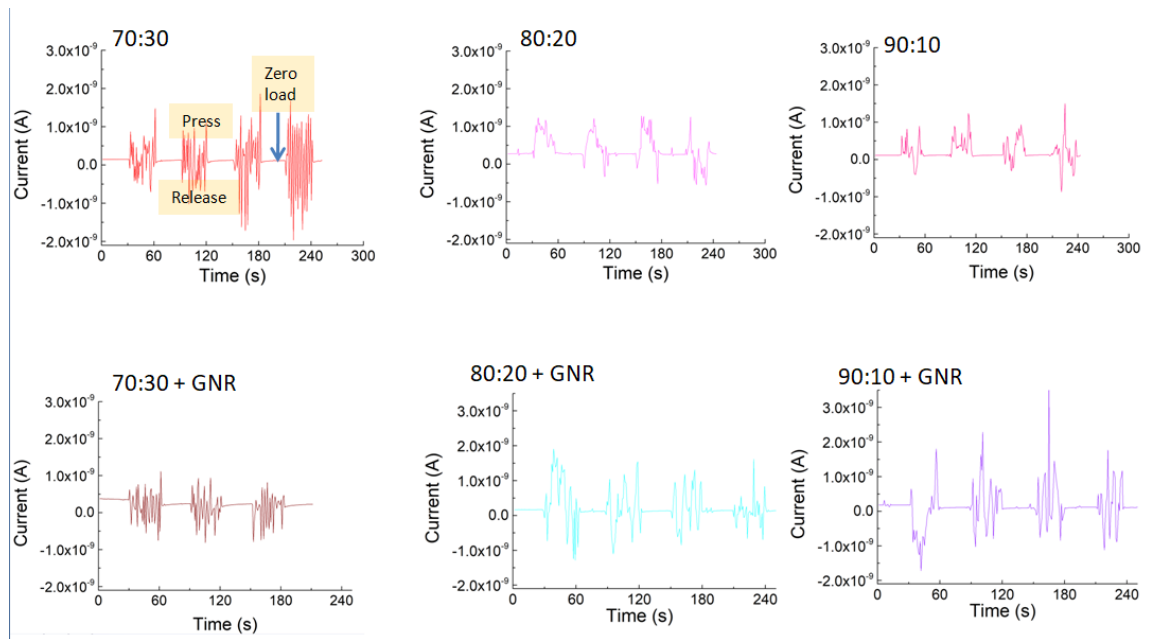 70:30
80:20
90:10
3.0x10⁻⁹
2.0x10⁻⁹
1.0x10⁻⁹
0.0
-1.0x10⁻⁹
-2.0x10⁻⁹
Current (A)
0 60 120 180 240 300
Time (s)
Press
Release
Zero
load
3.0x10⁻⁹
2.0x10⁻⁹
1.0x10⁻⁹
0.0
-1.0x10⁻⁹
-2.0x10⁻⁹
Current (A)
0 60 120 180 240 300
Time (s)
3.0x10⁻⁹
2.0x10⁻⁹
1.0x10⁻⁹
0.0
-1.0x10⁻⁹
-2.0x10⁻⁹
Current (A)
0 60 120 180 240 300
Time (s)
70:30 + GNR
80:20 + GNR
90:10 + GNR
3.0x10⁻⁹
2.0x10⁻⁹
1.0x10⁻⁹
0.0
-1.0x10⁻⁹
-2.0x10⁻⁹
Current (A)
0 60 120 180 240
Time (s)
3.0x10⁻⁹
2.0x10⁻⁹
1.0x10⁻⁹
0.0
-1.0x10⁻⁹
-2.0x10⁻⁹
Current (A)
0 60 120 180 240
Time (s)
3.0x10⁻⁹
2.0x10⁻⁹
1.0x10⁻⁹
0.0
-1.0x10⁻⁹
-2.0x10⁻⁹
Current (A)
0 60 120 180 240
Time (s)